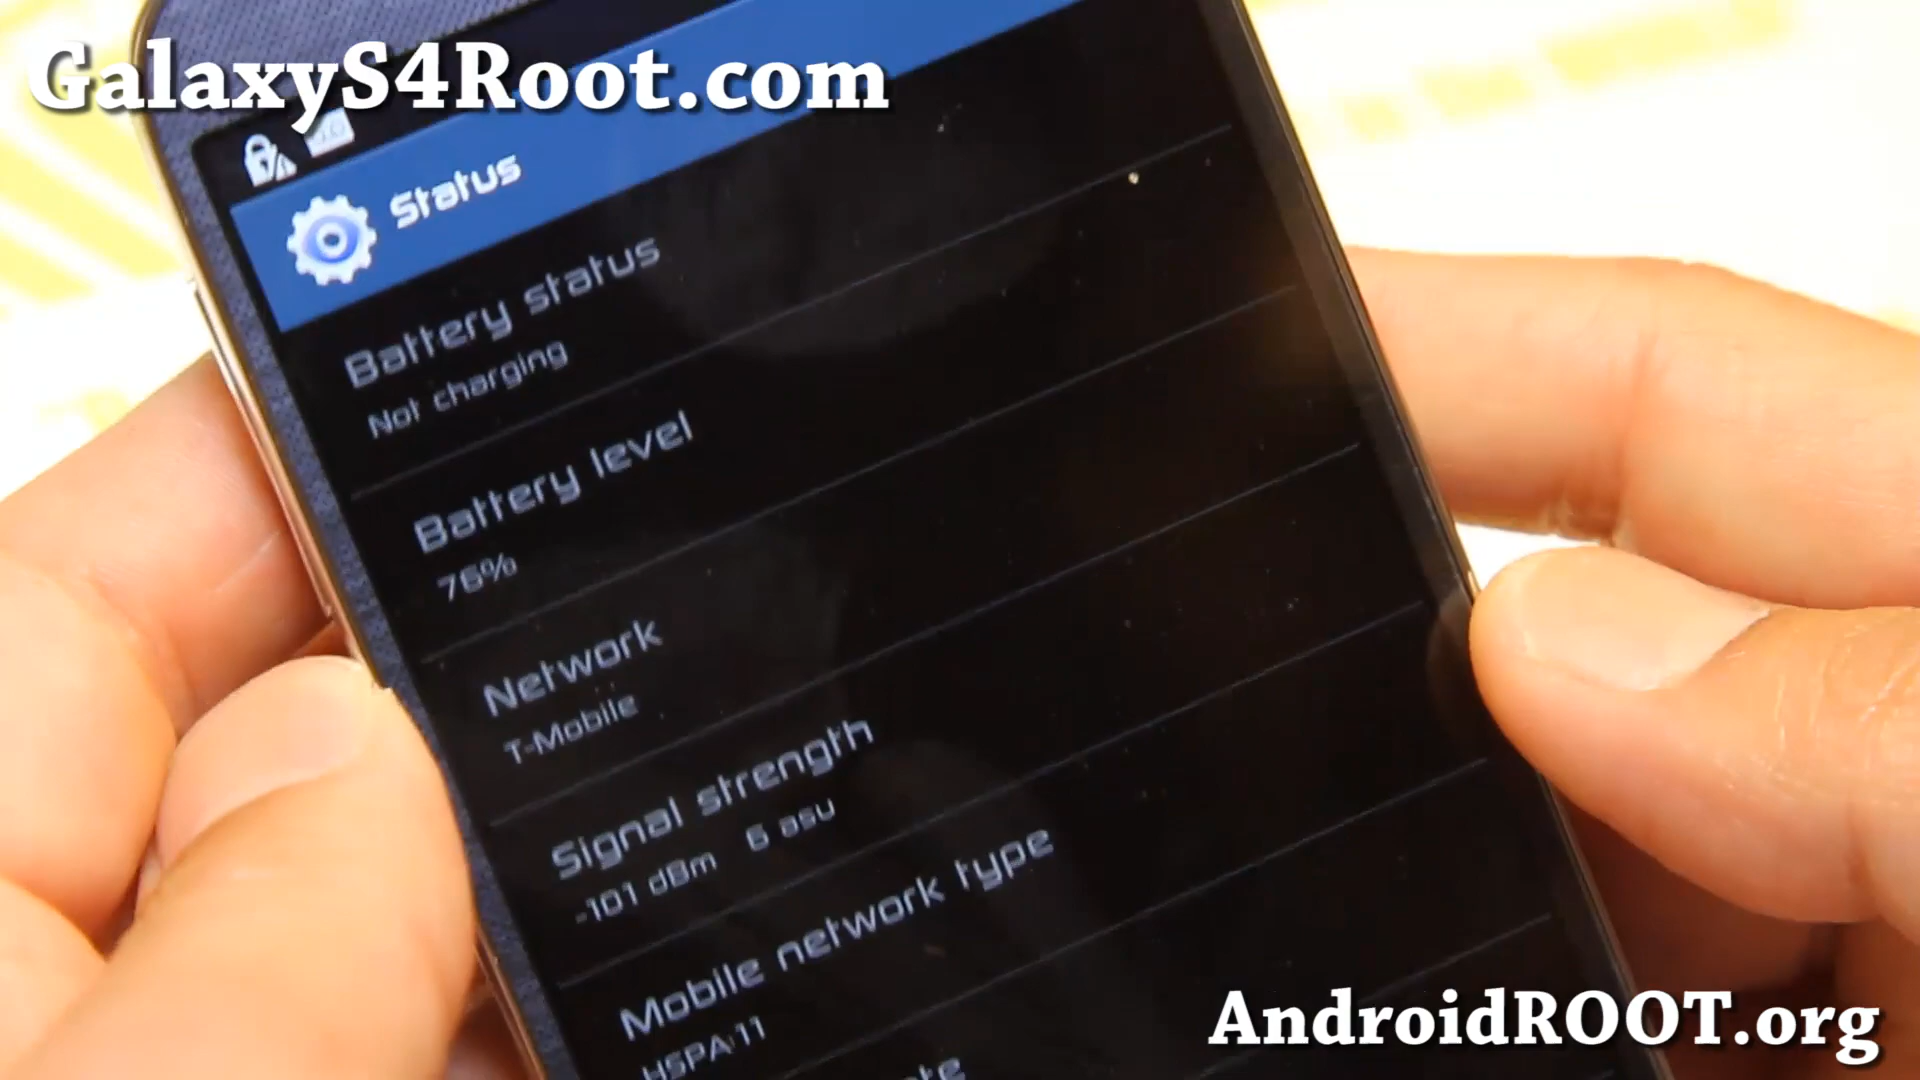 GalaxyS4Root.com
Status
Battery status
Not charging
Battery level
76%
Network
T-Mobile
Signal strength
-101 dBm 6 asu
Mobile network type
HSPA:11
AndroidROOT.org